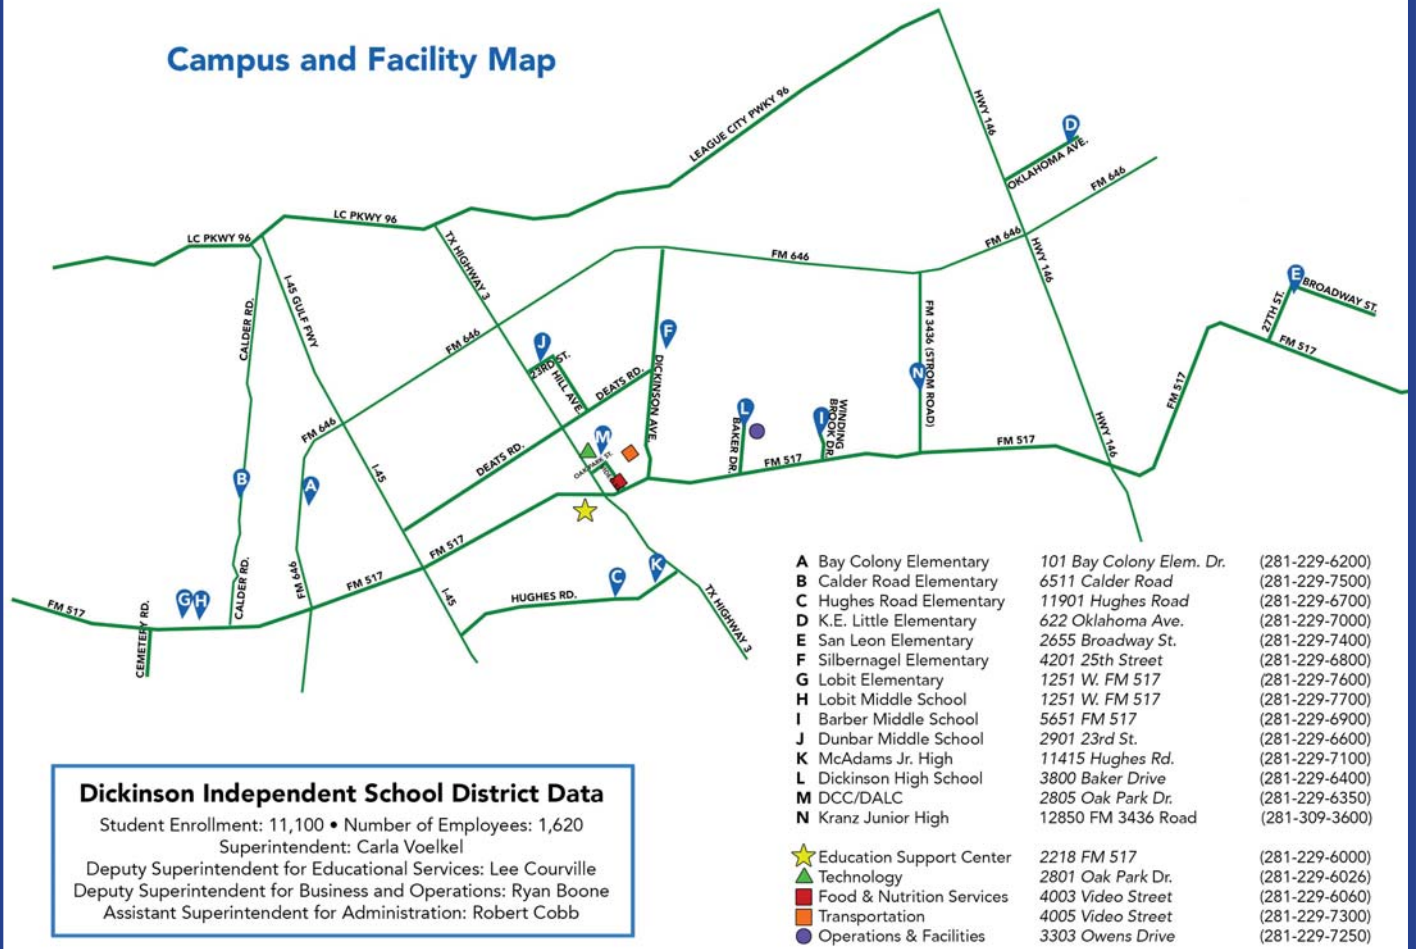 Campus and Facility Map
LEAGUE CITY PWKY 96
HWY 146
D
OKLAHOMA AVE.
FM 646
LC PKWY 96
LC PKWY 96
TX HIGHWAY 3
FM 646
FM 646
HWY 146
I-45 GULF FWY
CALDER RD.
E
BROADWAY ST.
27TH ST.
FM 517
FM 3436 (STROM ROAD)
FM 646
J
F
23RD ST.
HILL AVE.
DEATS RD.
DICKINSON AVE.
N
FM 517
L
I
BAKER DR.
WINDING
BROOK DR.
FM 646
M
OAK PARK ST.
DEATS RD.
FM 517
FM 517
HWY 146
I-45
B
A
FM 517
K
C
HUGHES RD.
TX HIGHWAY 3
FM 517
FM 646
CALDER RD.
I-45
G
H
FM 517
CEMETERY RD.
A Bay Colony Elementary 101 Bay Colony Elem. Dr. (281-229-6200)
B Calder Road Elementary 6511 Calder Road (281-229-7500)
C Hughes Road Elementary 11901 Hughes Road (281-229-6700)
D K.E. Little Elementary 622 Oklahoma Ave. (281-229-7000)
E San Leon Elementary 2655 Broadway St. (281-229-7400)
F Silbernagel Elementary 4201 25th Street (281-229-6800)
G Lobit Elementary 1251 W. FM 517 (281-229-7600)
H Lobit Middle School 1251 W. FM 517 (281-229-7700)
I Barber Middle School 5651 FM 517 (281-229-6900)
J Dunbar Middle School 2901 23rd St. (281-229-6600)
K McAdams Jr. High 11415 Hughes Rd. (281-229-7100)
L Dickinson High School 3800 Baker Drive (281-229-6400)
M DCC/DALC 2805 Oak Park Dr. (281-229-6350)
N Kranz Junior High 12850 FM 3436 Road (281-309-3600)
Education Support Center 2218 FM 517 (281-229-6000)
Technology 2801 Oak Park Dr. (281-229-6026)
Food & Nutrition Services 4003 Video Street (281-229-6060)
Transportation 4005 Video Street (281-229-7300)
Operations & Facilities 3303 Owens Drive (281-229-7250)
Dickinson Independent School District Data
Student Enrollment: 11,100 • Number of Employees: 1,620
Superintendent: Carla Voelkel
Deputy Superintendent for Educational Services: Lee Courville
Deputy Superintendent for Business and Operations: Ryan Boone
Assistant Superintendent for Administration: Robert Cobb